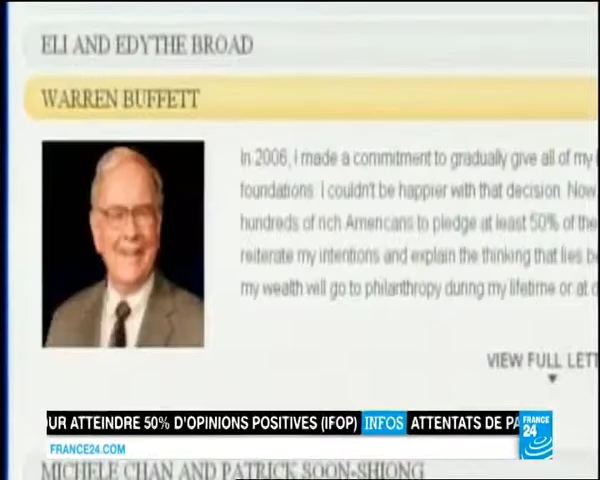 ELI AND EDYTHE BROAD
WARREN BUFFETT
In 2006, I made a commitment to gradually give all of my
foundations. I couldn't be happier with that decision. Now,
hundreds of rich Americans to pledge at least 50% of the
reiterate my intentions and explain the thinking that lies be
my wealth will go to philanthropy during my lifetime or at d
VIEW FULL LETT
UR ATTEINDRE 50% D'OPINIONS POSITIVES (IFOP) INFOS ATTENTATS DE PA
FRANCE 24
FRANCE24.COM
MICHELE CHAN AND PATRICK SOON-SHIONG